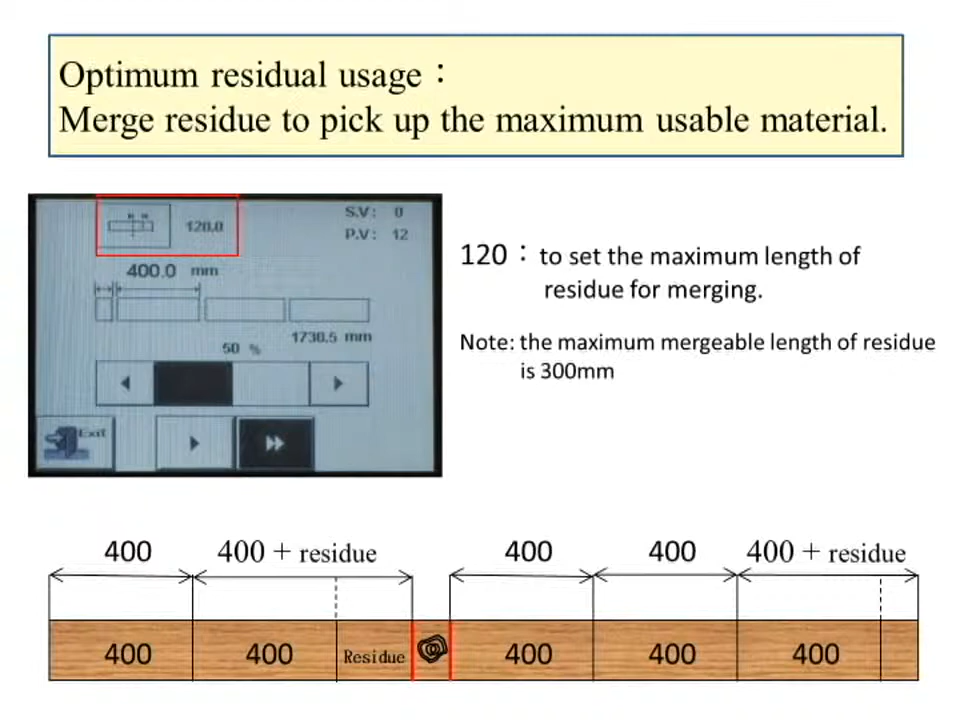 Optimum residual usage：
Merge residue to pick up the maximum usable material.
120.0
S.V: 0
P.V: 12
400.0 mm
1730.5 mm
50 %
Exit
120：to set the maximum length of
residue for merging.
Note: the maximum mergeable length of residue
is 300mm
400 400 + residue 400 400 400 + residue
400 400 Residue 400 400 400